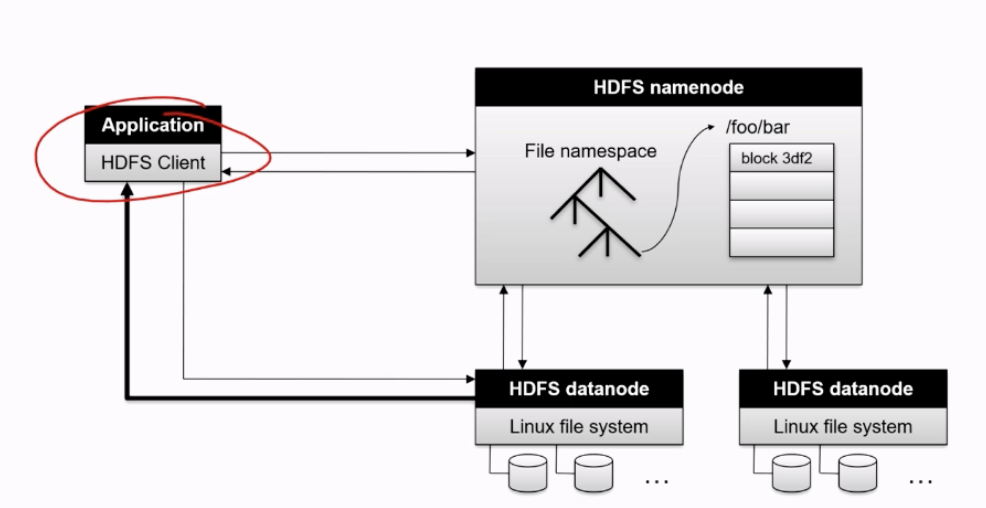 HDFS namenode
Application
HDFS Client
File namespace
/foo/bar
block 3df2
HDFS datanode
Linux file system
...
HDFS datanode
Linux file system
...